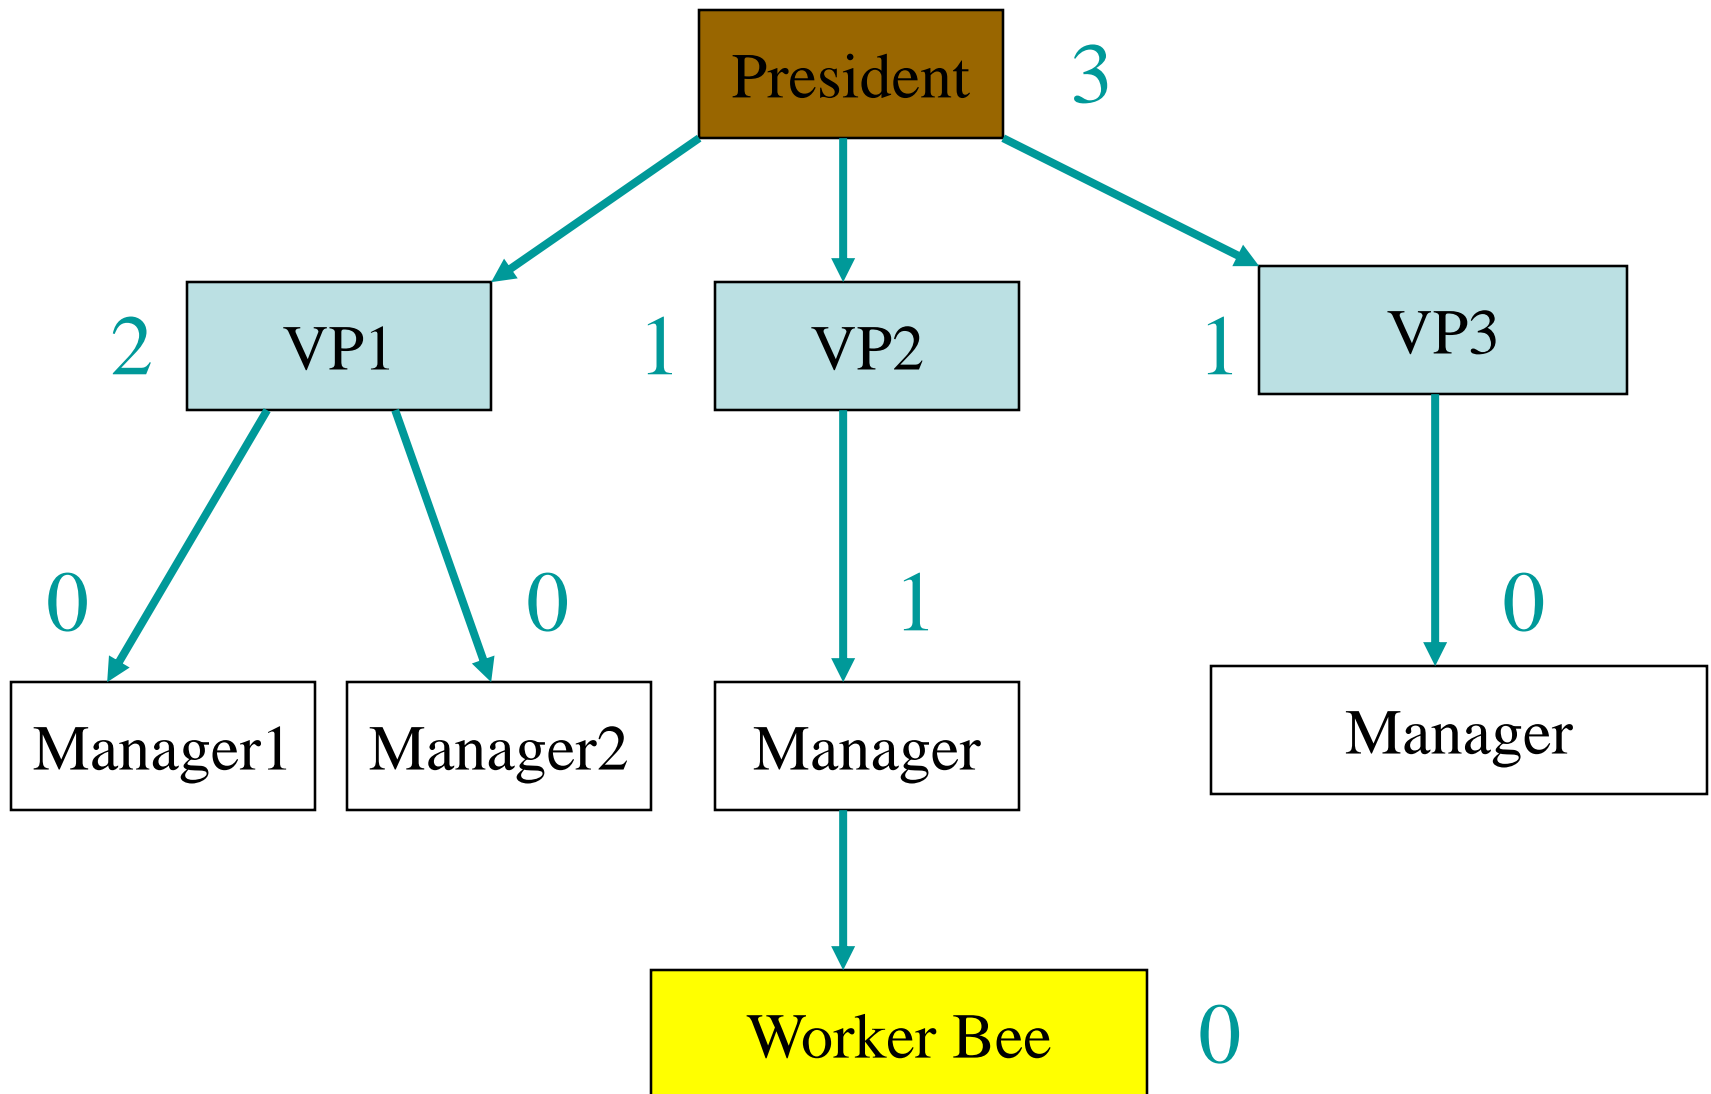 President 3
2 VP1 1 VP2 1 VP3
0 0 1 0
Manager1 Manager2 Manager Manager
Worker Bee 0